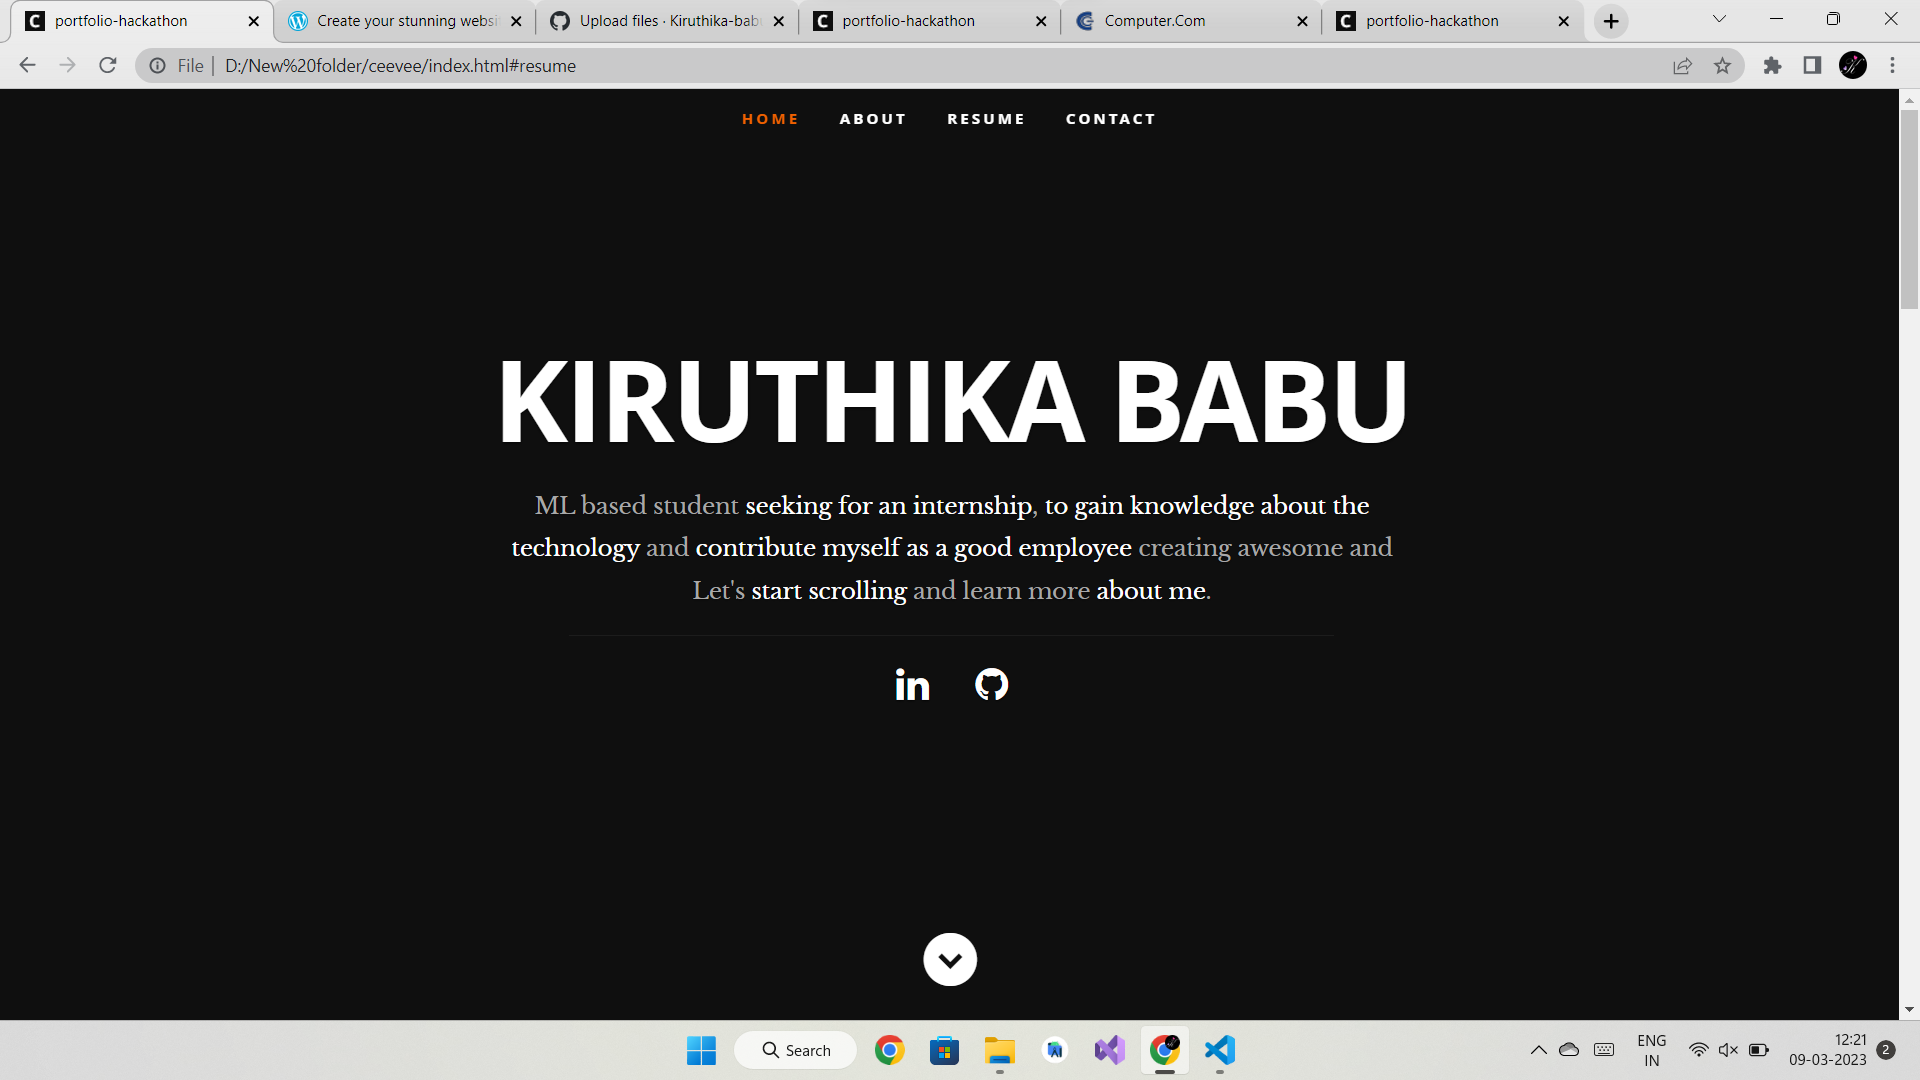 portfolio-hackathon
Create your stunning websi
Upload files · Kiruthika-bab
portfolio-hackathon
Computer.Com
portfolio-hackathon
File | D:/New%20folder/ceevee/index.html#resume
HOME ABOUT RESUME CONTACT
KIRUTHIKA BABU
ML based student seeking for an internship, to gain knowledge about the
technology and contribute myself as a good employee creating awesome and
Let's start scrolling and learn more about me.
in
Search
ENG
IN
12:21
09-03-2023
2